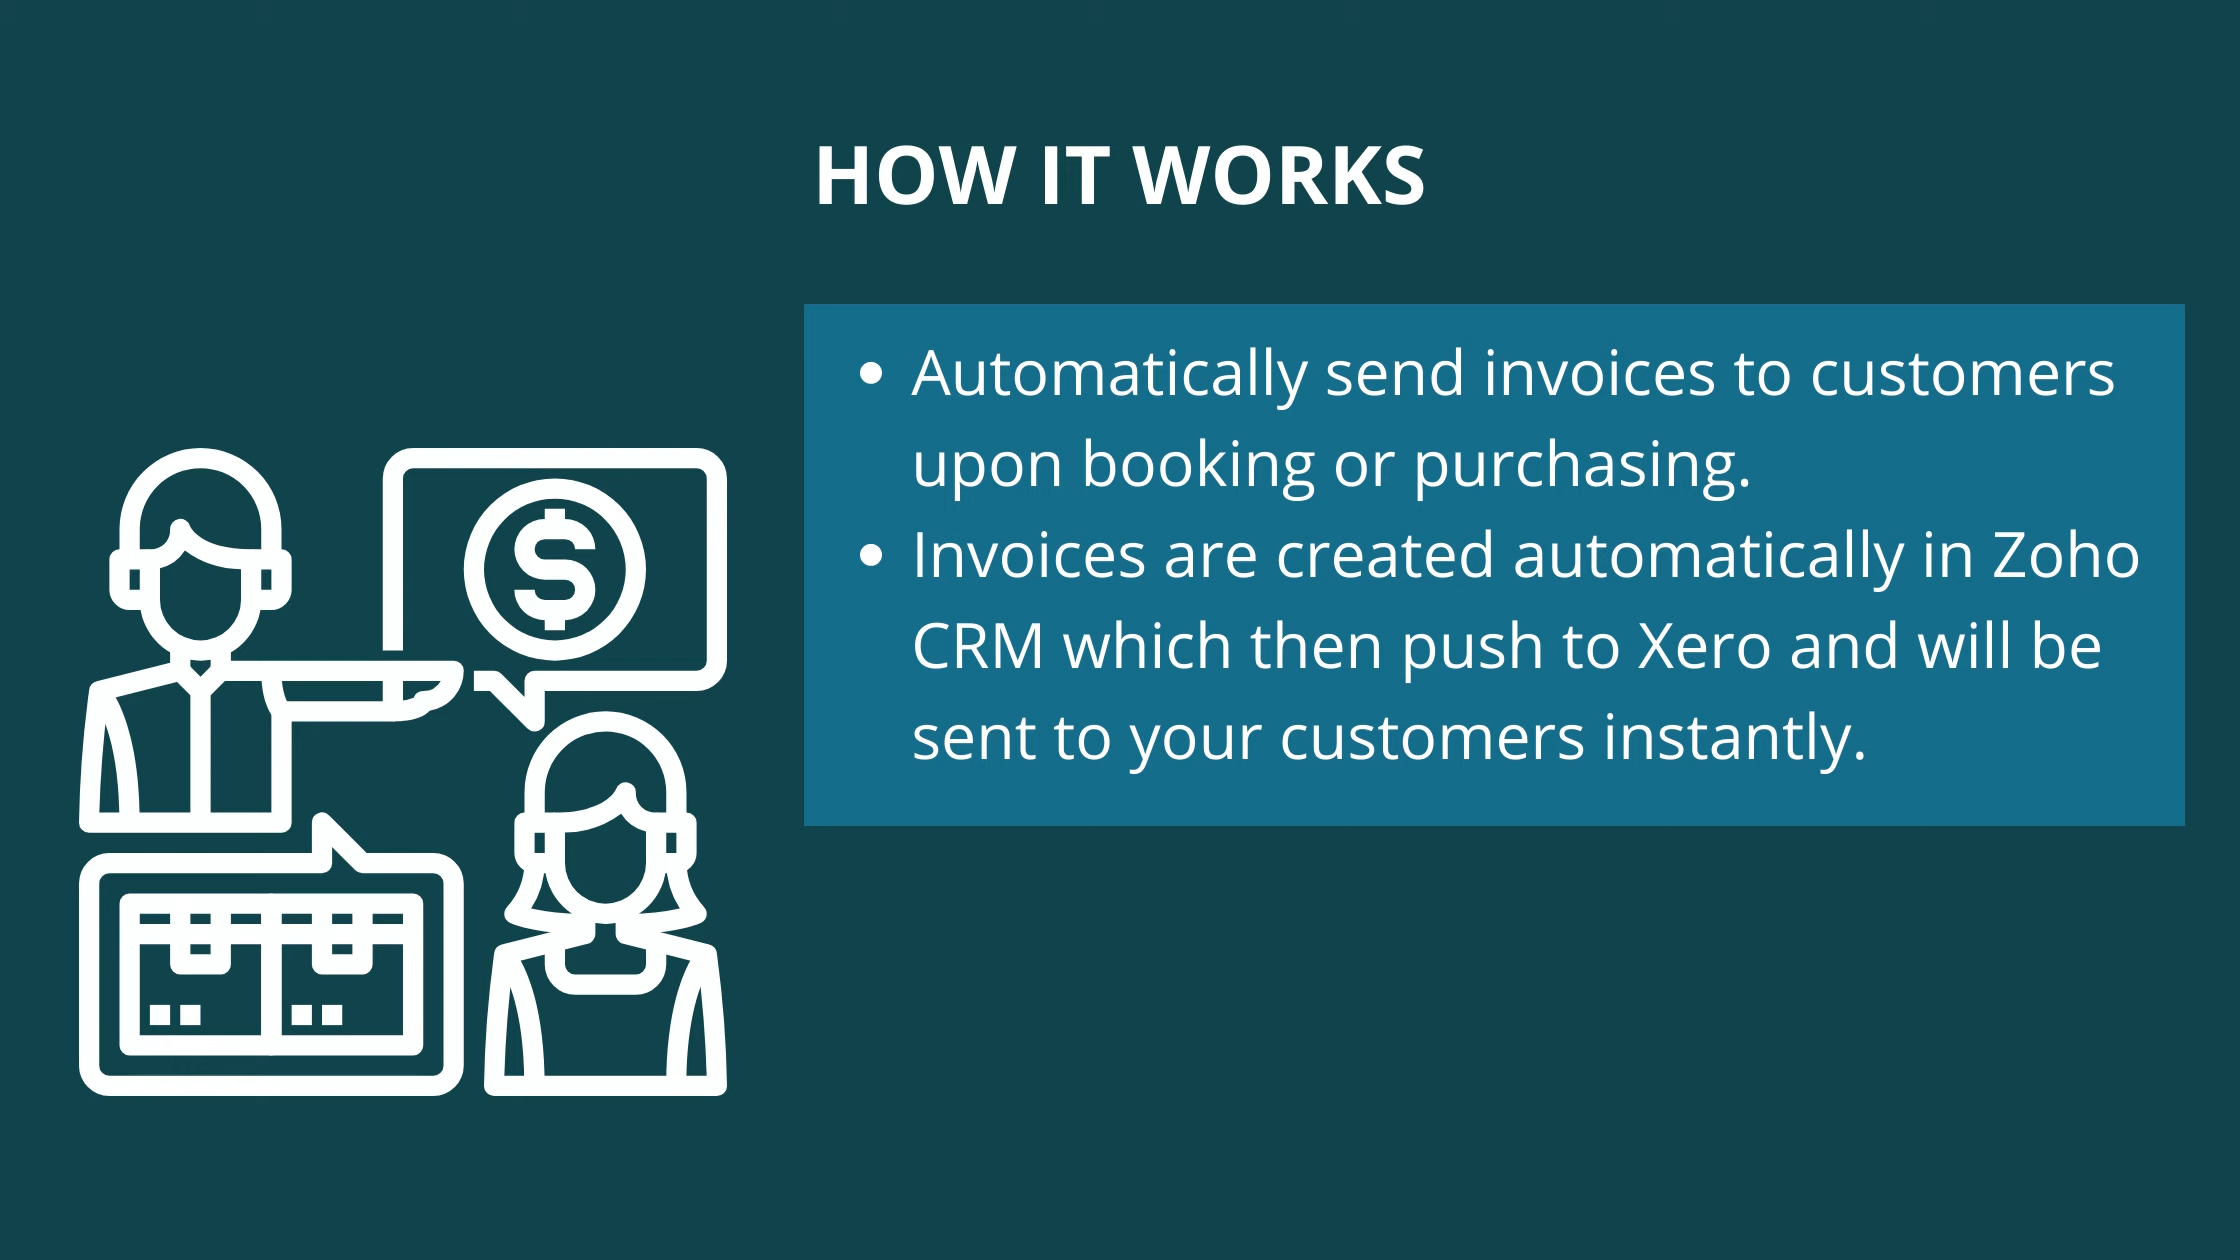 HOW IT WORKS
• Automatically send invoices to customers
upon booking or purchasing.
• Invoices are created automatically in Zoho
CRM which then push to Xero and will be
sent to your customers instantly.